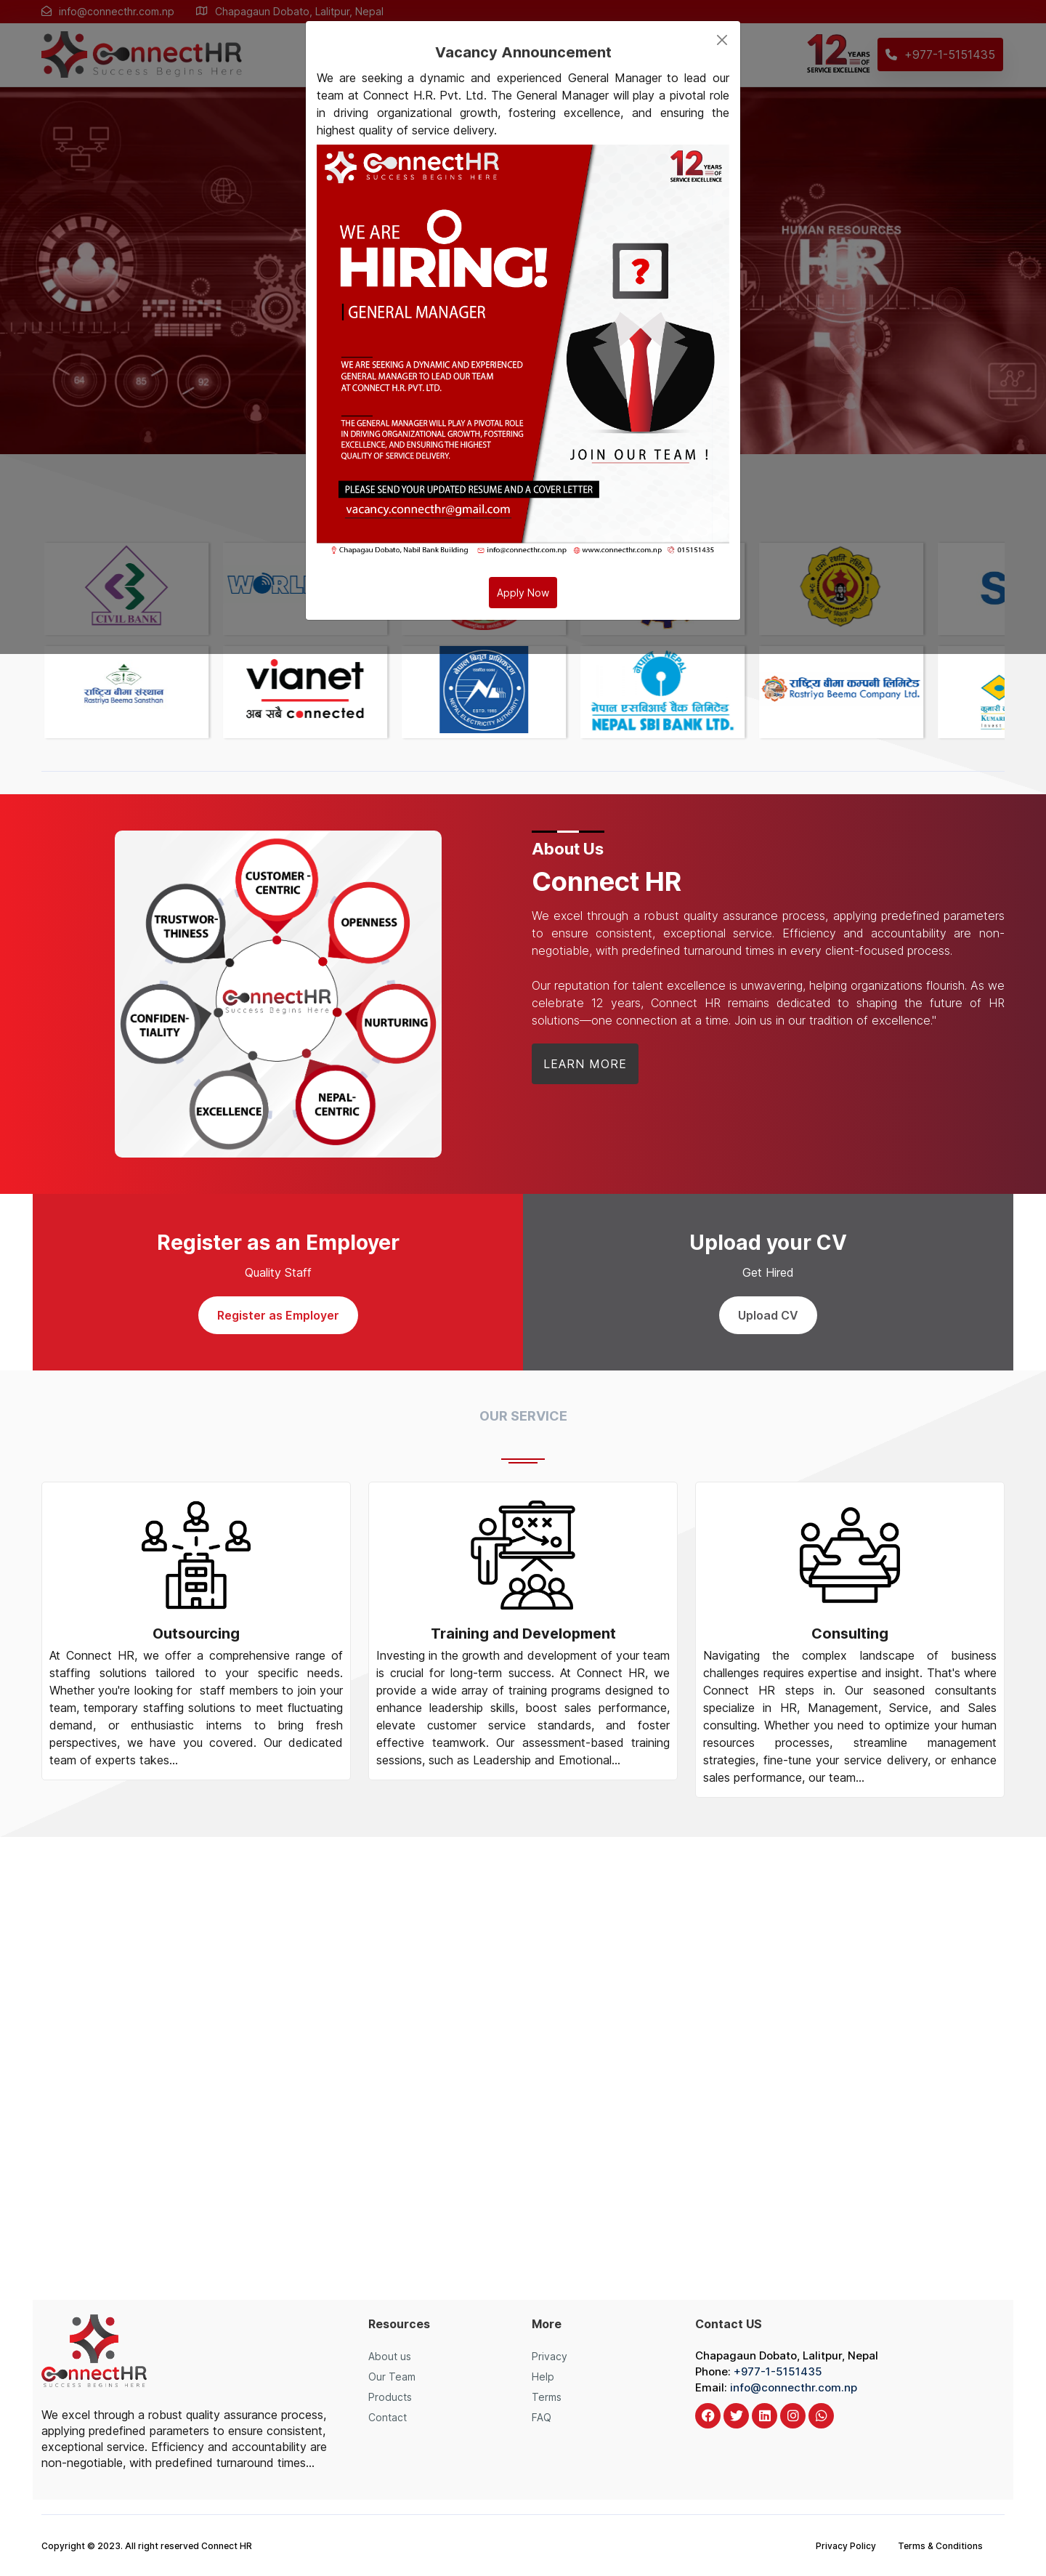 info@connecthr.com.np Chapagaun Dobato, Lalitpur, Nepal
ConnectHR
Success Begins Here
12 YEARS OF
SERVICE EXCELLENCE
+977-1-5151435
Vacancy Announcement
We are seeking a dynamic and experienced General Manager to lead our
team at Connect H.R. Pvt. Ltd. The General Manager will play a pivotal role
in driving organizational growth, fostering excellence, and ensuring the
highest quality of service delivery.
ConnectHR
SUCCESS BEGINS HERE
12 YEARS OF
SERVICE EXCELLENCE
WE ARE
HIRING!
GENERAL MANAGER
?
WE ARE SEEKING A DYNAMIC AND EXPERIENCED
GENERAL MANAGER TO LEAD OUR TEAM
AT CONNECT H.R. PVT. LTD.
THE GENERAL MANAGER WILL PLAY A PIVOTAL ROLE
IN DRIVING ORGANIZATIONAL GROWTH, FOSTERING
EXCELLENCE, AND ENSURING THE HIGHEST
QUALITY OF SERVICE DELIVERY.
JOIN OUR TEAM !
PLEASE SEND YOUR UPDATED RESUME AND A COVER LETTER
vacancy.connecthr@gmail.com
Chapagau Dobato, Nabil Bank Building info@connecthr.com.np www.connecthr.com.np 015151435
Apply Now
HUMAN RESOURCES
HR
64 85 92
CIVIL BANK
राष्ट्रिय बीमा संस्थान
Rastriya Beema Sansthan
vianet
अब सबै connected
नेपाल विद्युत प्राधिकरण
ESTD. 1985
NEPAL ELECTRICITY AUTHORITY
नेपाल NEPAL
नेपाल एसबिआई बैंक लिमिटेड
NEPAL SBI BANK LTD.
राष्ट्रिय बीमा कम्पनी लिमिटेड
Rastriya Beema Company Ltd.
About Us
Connect HR
We excel through a robust quality assurance process, applying predefined parameters
to ensure consistent, exceptional service. Efficiency and accountability are non-
negotiable, with predefined turnaround times in every client-focused process.
Our reputation for talent excellence is unwavering, helping organizations flourish. As we
celebrate 12 years, Connect HR remains dedicated to shaping the future of HR
solutions—one connection at a time. Join us in our tradition of excellence."
LEARN MORE
CUSTOMER -
CENTRIC
TRUSTWOR-
THINESS
OPENNESS
ConnectHR
Success Begins Here
CONFIDEN-
TIALITY
NURTURING
EXCELLENCE
NEPAL-
CENTRIC
Register as an Employer
Quality Staff
Register as Employer
Upload your CV
Get Hired
Upload CV
OUR SERVICE
Outsourcing
At Connect HR, we offer a comprehensive range of
staffing solutions tailored to your specific needs.
Whether you're looking for staff members to join your
team, temporary staffing solutions to meet fluctuating
demand, or enthusiastic interns to bring fresh
perspectives, we have you covered. Our dedicated
team of experts takes...
Training and Development
Investing in the growth and development of your team
is crucial for long-term success. At Connect HR, we
provide a wide array of training programs designed to
enhance leadership skills, boost sales performance,
elevate customer service standards, and foster
effective teamwork. Our assessment-based training
sessions, such as Leadership and Emotional...
Consulting
Navigating the complex landscape of business
challenges requires expertise and insight. That's where
Connect HR steps in. Our seasoned consultants
specialize in HR, Management, Service, and Sales
consulting. Whether you need to optimize your human
resources processes, streamline management
strategies, fine-tune your service delivery, or enhance
sales performance, our team...
ConnectHR
SUCCESS BEGINS HERE
We excel through a robust quality assurance process,
applying predefined parameters to ensure consistent,
exceptional service. Efficiency and accountability are
non-negotiable, with predefined turnaround times...
Resources
About us
Our Team
Products
Contact
More
Privacy
Help
Terms
FAQ
Contact US
Chapagaun Dobato, Lalitpur, Nepal
Phone: +977-1-5151435
Email: info@connecthr.com.np
Copyright © 2023. All right reserved Connect HR
Privacy Policy Terms & Conditions